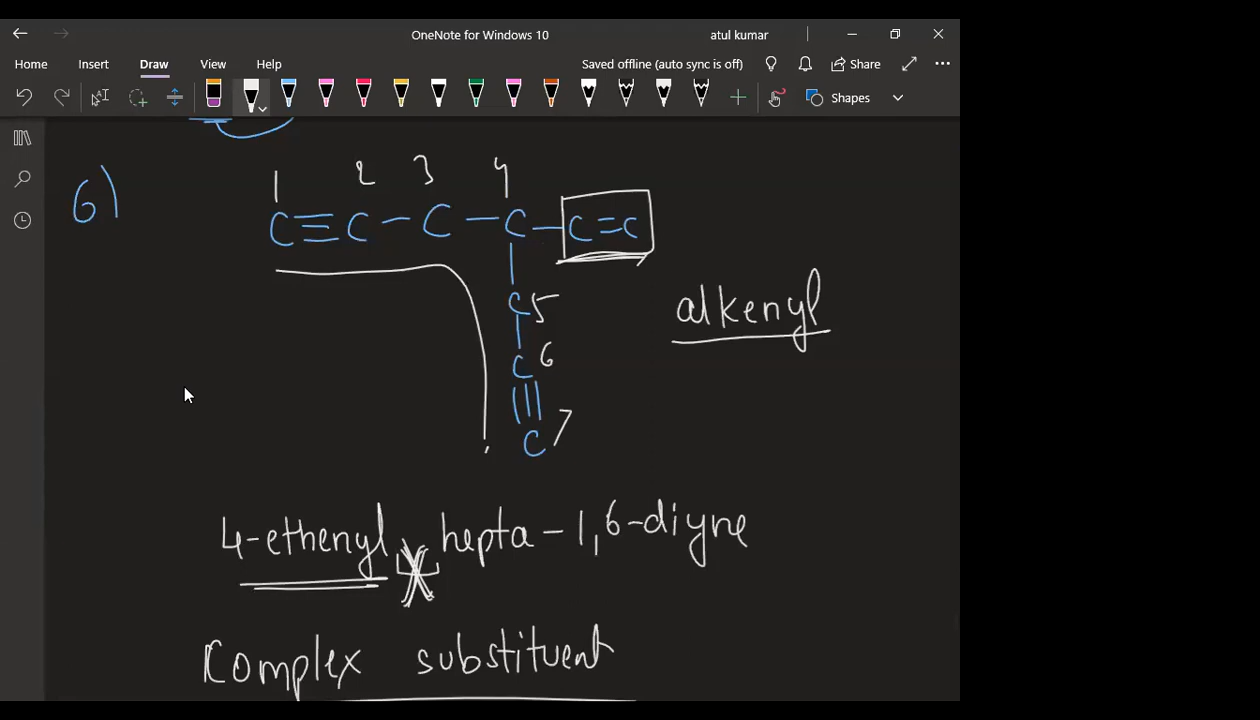 OneNote for Windows 10
atul kumar
Home Insert Draw View Help
Saved offline (auto sync is off)
Share
Shapes
6)
1 2 3 4
C≡C-C-C-C=C
C5
alkenyl
C6
C7
4-ethenyl hepta-1,6-diyne
Complex substituent